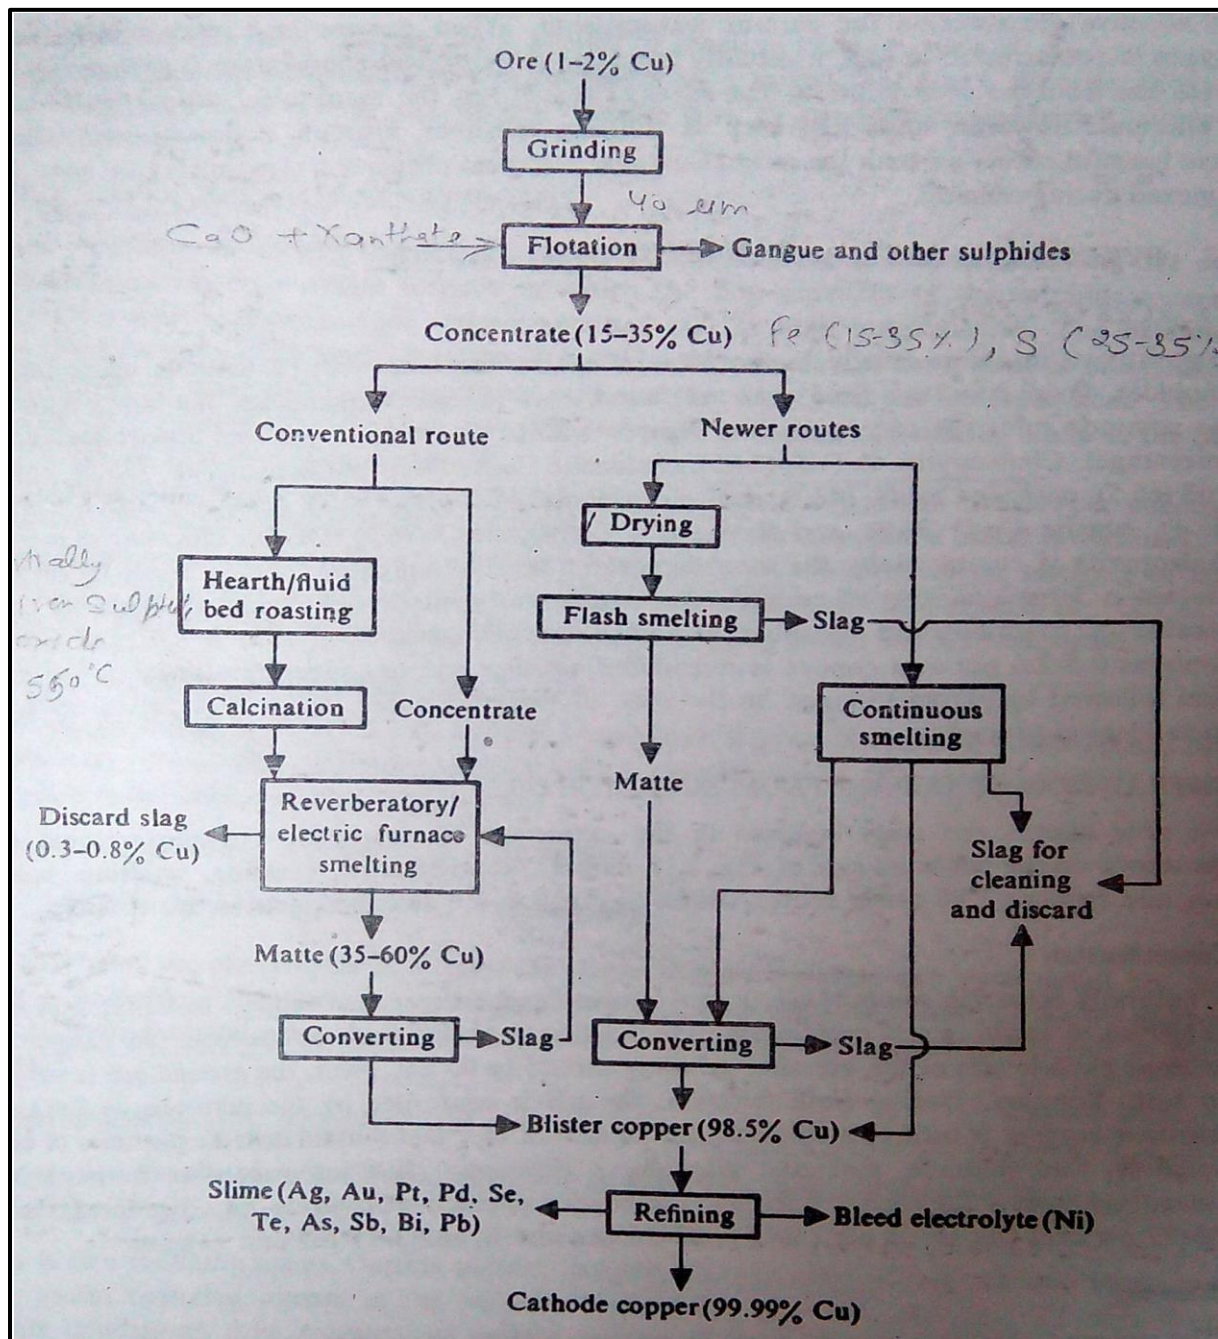 Ore (1–2% Cu)
Grinding
40 um
CaO + Xanthate
Flotation
Gangue and other sulphides
Concentrate (15–35% Cu)
Fe (15-35%), S (25-35%
Conventional route
Newer routes
Drying
Hearth/fluid
bed roasting
550°C
Flash smelting
Slag
Calcination
Concentrate
Continuous
smelting
Matte
Reverberatory/
electric furnace
smelting
Discard slag
(0.3–0.8% Cu)
Slag for
cleaning
and discard
Matte (35–60% Cu)
Converting
Slag
Converting
Slag
Blister copper (98.5% Cu)
Slime (Ag, Au, Pt, Pd, Se,
Te, As, Sb, Bi, Pb)
Refining
Bleed electrolyte (Ni)
Cathode copper (99.99% Cu)